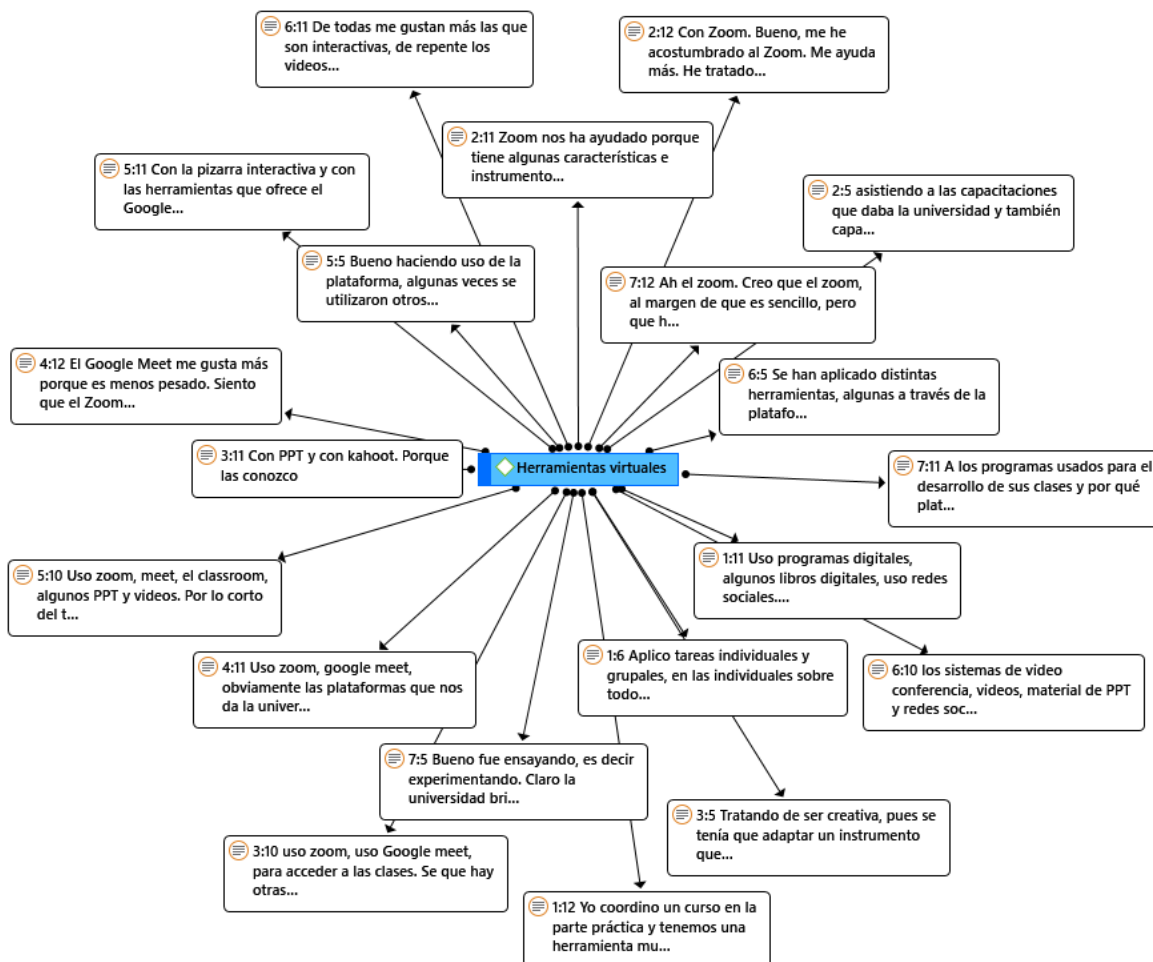 6:11 De todas me gustan más las que
son interactivas, de repente los
videos...
2:12 Con Zoom. Bueno, me he
acostumbrado al Zoom. Me ayuda
más. He tratado...
2:11 Zoom nos ha ayudado porque
tiene algunas características e
instrumento...
5:11 Con la pizarra interactiva y con
las herramientas que ofrece el
Google...
2:5 asistiendo a las capacitaciones
que daba la universidad y también
capa...
5:5 Bueno haciendo uso de la
plataforma, algunas veces se
utilizaron otros...
7:12 Ah el zoom. Creo que el zoom,
al margen de que es sencillo, pero
que h...
4:12 El Google Meet me gusta más
porque es menos pesado. Siento
que el Zoom...
6:5 Se han aplicado distintas
herramientas, algunas a través de la
platafo...
3:11 Con PPT y con kahoot. Porque
las conozco
Herramientas virtuales
7:11 A los programas usados para el
desarrollo de sus clases y por qué
plat...
5:10 Uso zoom, meet, el classroom,
algunos PPT y videos. Por lo corto
del t...
1:11 Uso programas digitales,
algunos libros digitales, uso redes
sociales....
4:11 Uso zoom, google meet,
obviamente las plataformas que nos
da la univer...
1:6 Aplico tareas individuales y
grupales, en las individuales sobre
todo...
6:10 los sistemas de video
conferencia, videos, material de PPT
y redes soc...
7:5 Bueno fue ensayando, es decir
experimentando. Claro la
universidad bri...
3:5 Tratando de ser creativa, pues se
tenía que adaptar un instrumento
que...
3:10 uso zoom, uso Google meet,
para acceder a las clases. Se que hay
otras...
1:12 Yo coordino un curso en la
parte práctica y tenemos una
herramienta mu...